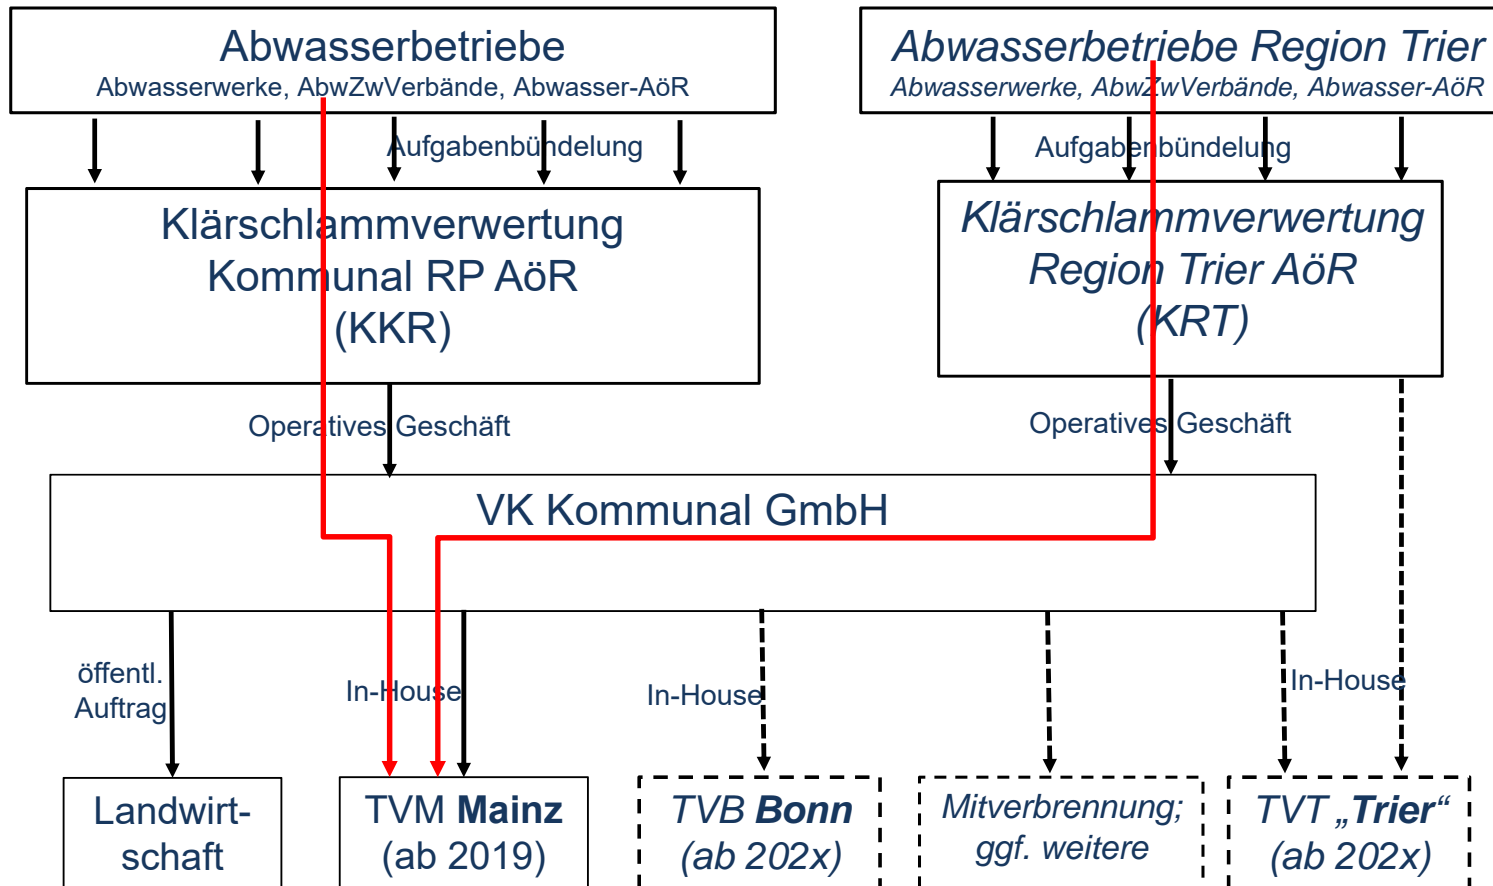 Abwasserbetriebe
Abwasserwerke, AbwZwVerbände, Abwasser-AöR
Abwasserbetriebe Region Trier
Abwasserwerke, AbwZwVerbände, Abwasser-AöR
Aufgabenbündelung
Aufgabenbündelung
Klärschlammverwertung
Kommunal RP AöR
(KKR)
Klärschlammverwertung
Region Trier AöR
(KRT)
Operatives Geschäft
Operatives Geschäft
VK Kommunal GmbH
öffentl.
Auftrag
In-House
In-House
In-House
Landwirt-
schaft
TVM Mainz
(ab 2019)
TVB Bonn
(ab 202x)
Mitverbrennung;
ggf. weitere
TVT „Trier“
(ab 202x)